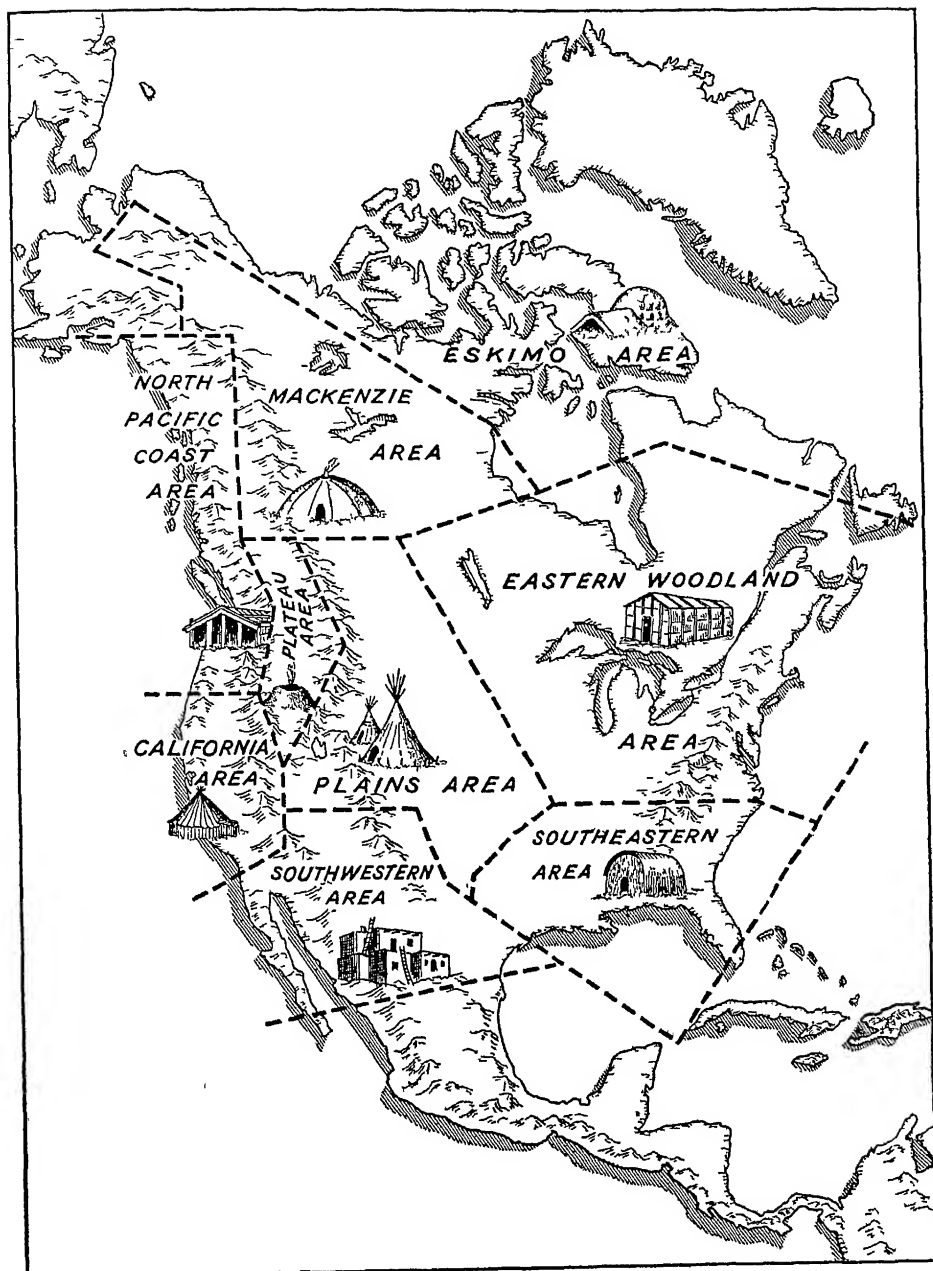 ESKIMO AREA
NORTH
PACIFIC
COAST
AREA
MACKENZIE
AREA
PLATEAU
AREA
EASTERN WOODLAND
AREA
CALIFORNIA
AREA
PLAINS AREA
SOUTHWESTERN
AREA
SOUTHEASTERN
AREA